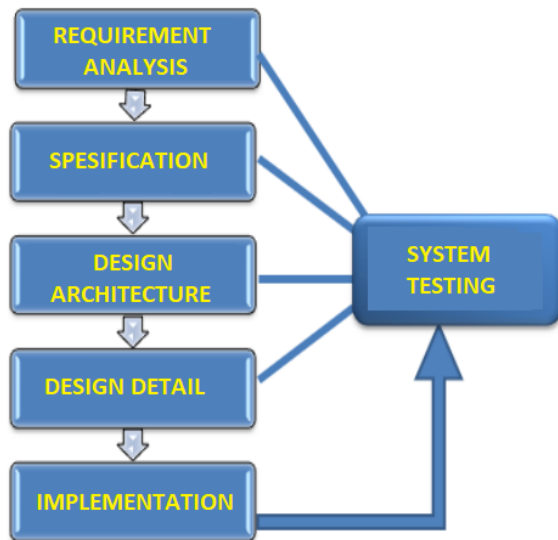 REQUIREMENT
ANALYSIS
SPESIFICATION
DESIGN
ARCHITECTURE
SYSTEM
TESTING
DESIGN DETAIL
IMPLEMENTATION